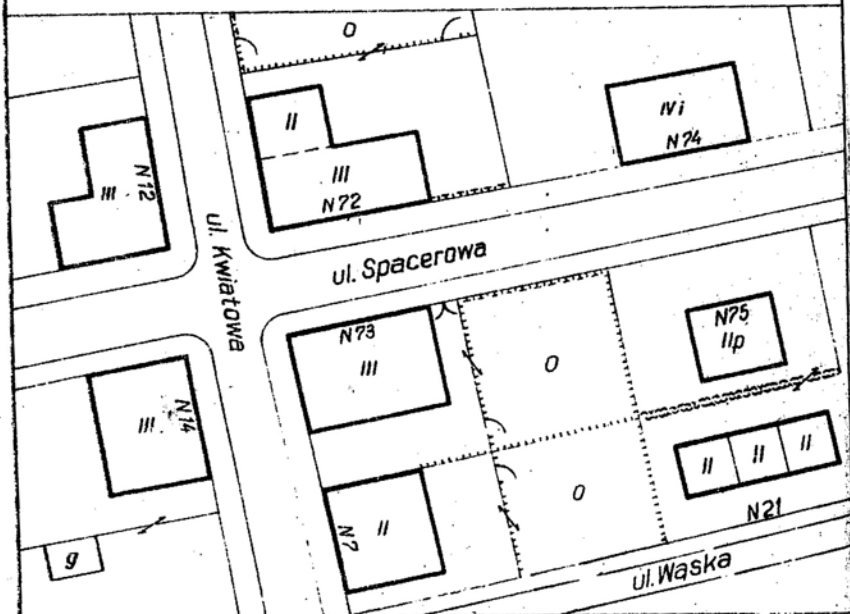 O
II
III
N72
IVi
N74
III
N12
ul. Kwiatowa
ul. Spacerowa
N73
III
O
N75
IIp
III
N14
II
N7
O
II
II
II
N21
g
ul. Wąska